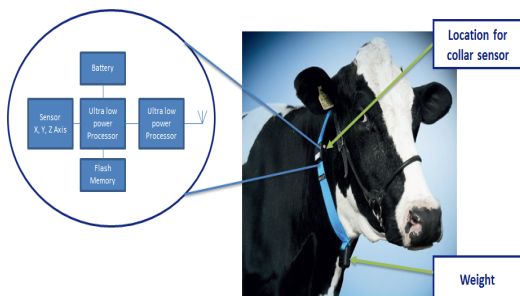 Location for
collar sensor
Battery
Sensor
X, Y, Z Axis
Ultra low
power
Processor
Ultra low
power
Processor
Flash
Memory
Weight